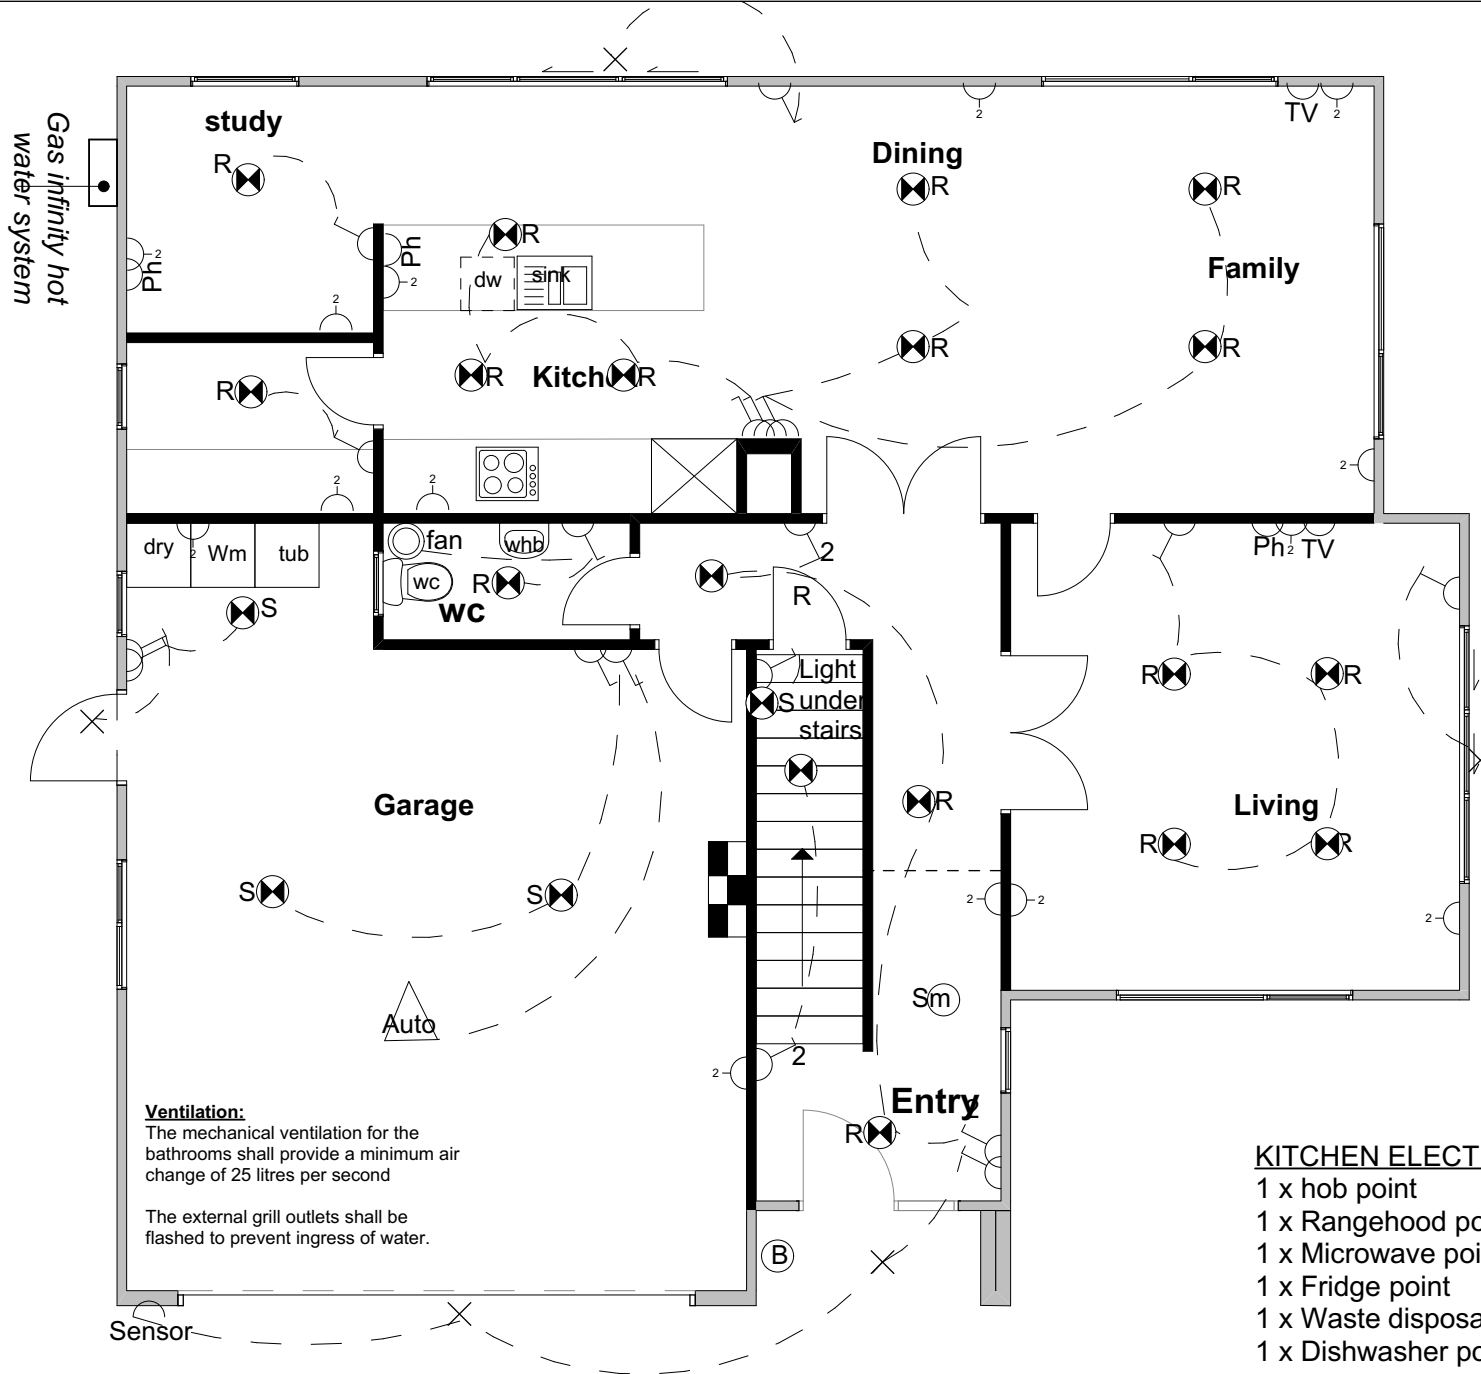 study
R
Gas infinity hot
water system
Dining
R
TV
2
2
R
R
Ph
2
Ph
2
dw
sink
Family
2
R
R
R
R
Kitch
R
R
2
2
2
dry
2
Wm
tub
fan
whb
wc
R
wc
2
R
Ph
2
TV
S
Light
under
stairs
S
R
R
R
Garage
Living
R
R
S
S
2
2
2
Sm
Auto
2
2
Entry
2
R
Ventilation:
The mechanical ventilation for the
bathrooms shall provide a minimum air
change of 25 litres per second
The external grill outlets shall be
flashed to prevent ingress of water.
B
Sensor
KITCHEN ELECT
1 x hob point
1 x Rangehood po
1 x Microwave poi
1 x Fridge point
1 x Waste disposa
1 x Dishwasher po